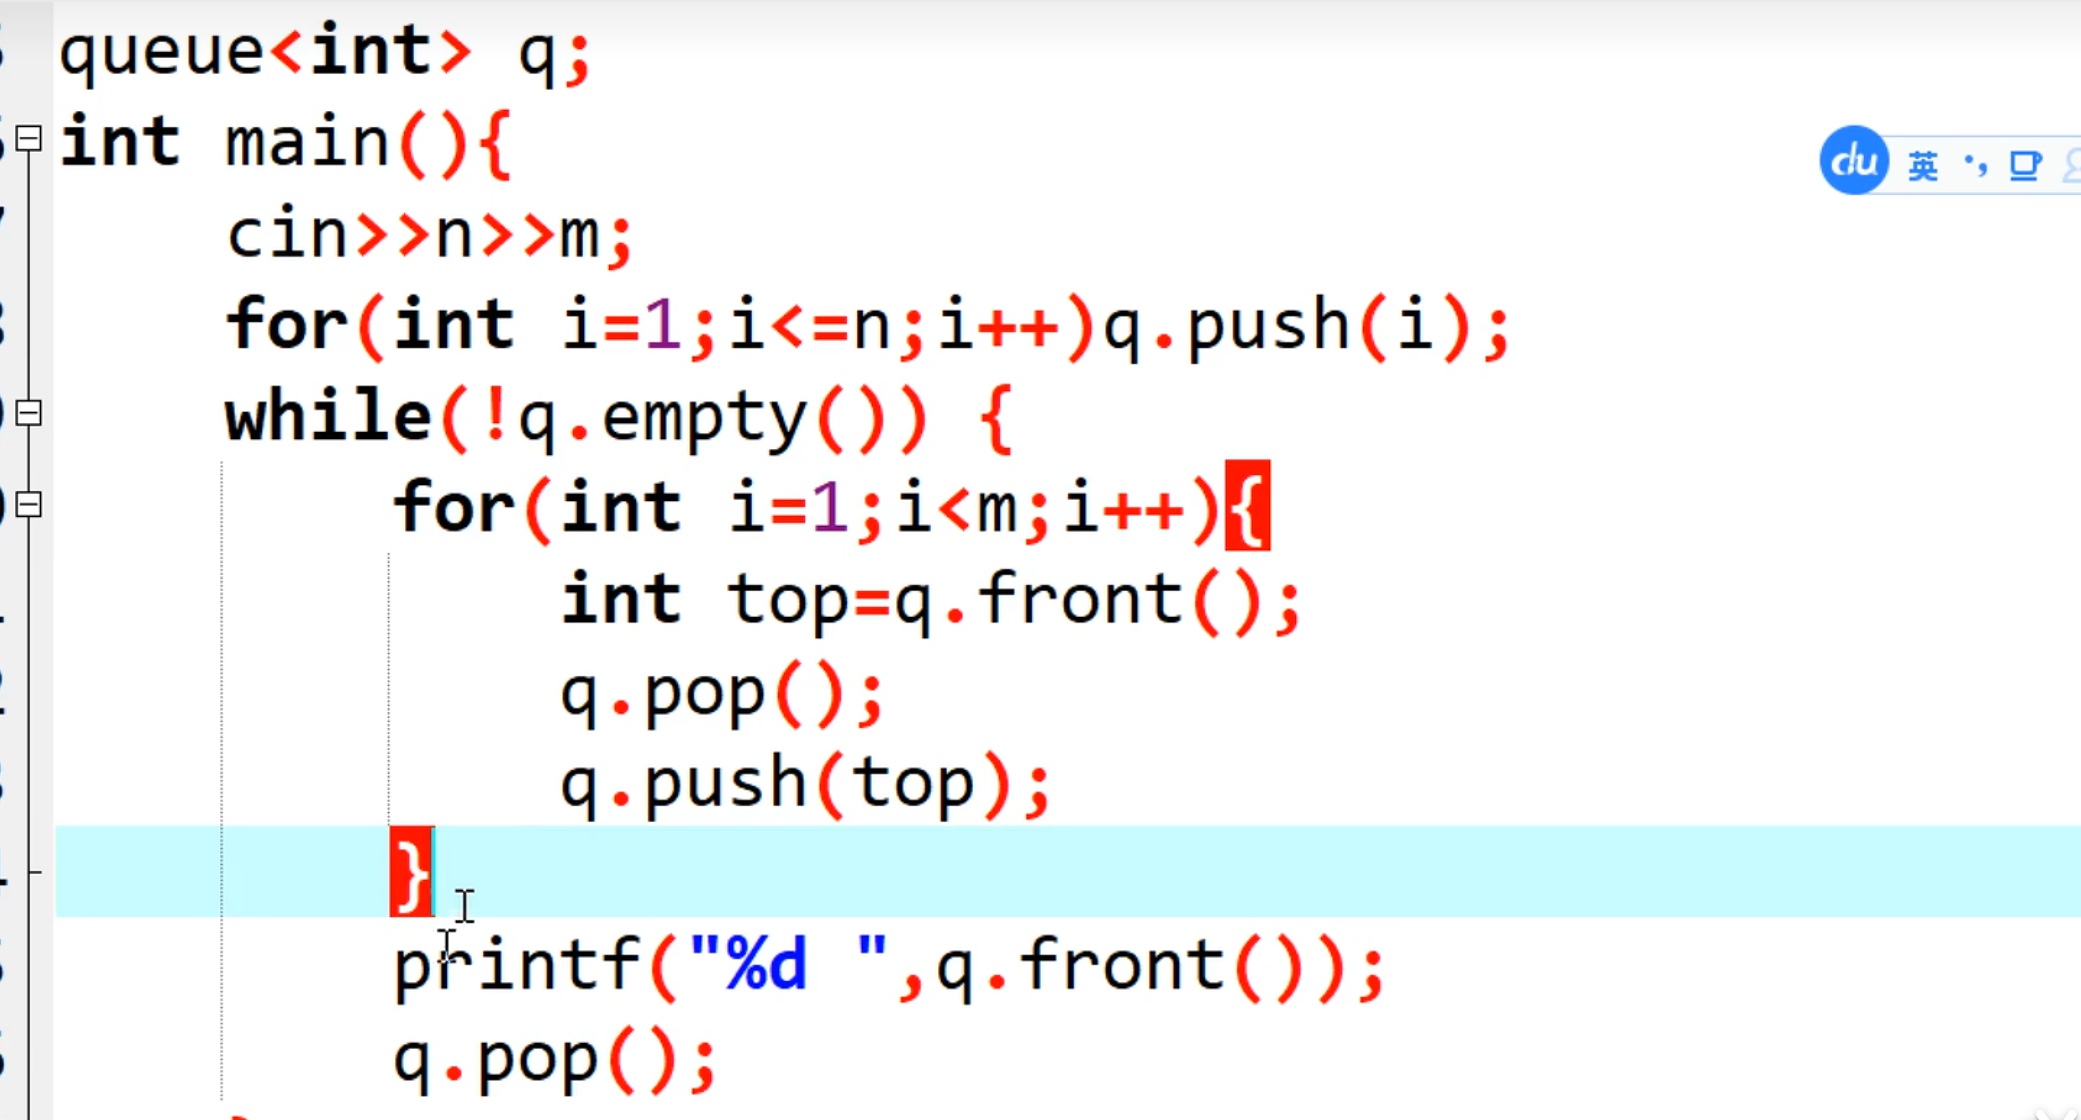 queue<int> q;
int main(){
cin>>n>>m;
for(int i=1;i<=n;i++)q.push(i);
while(!q.empty()) {
for(int i=1;i<m;i++){
int top=q.front();
q.pop();
q.push(top);
}
printf("%d ",q.front());
q.pop();
du 英